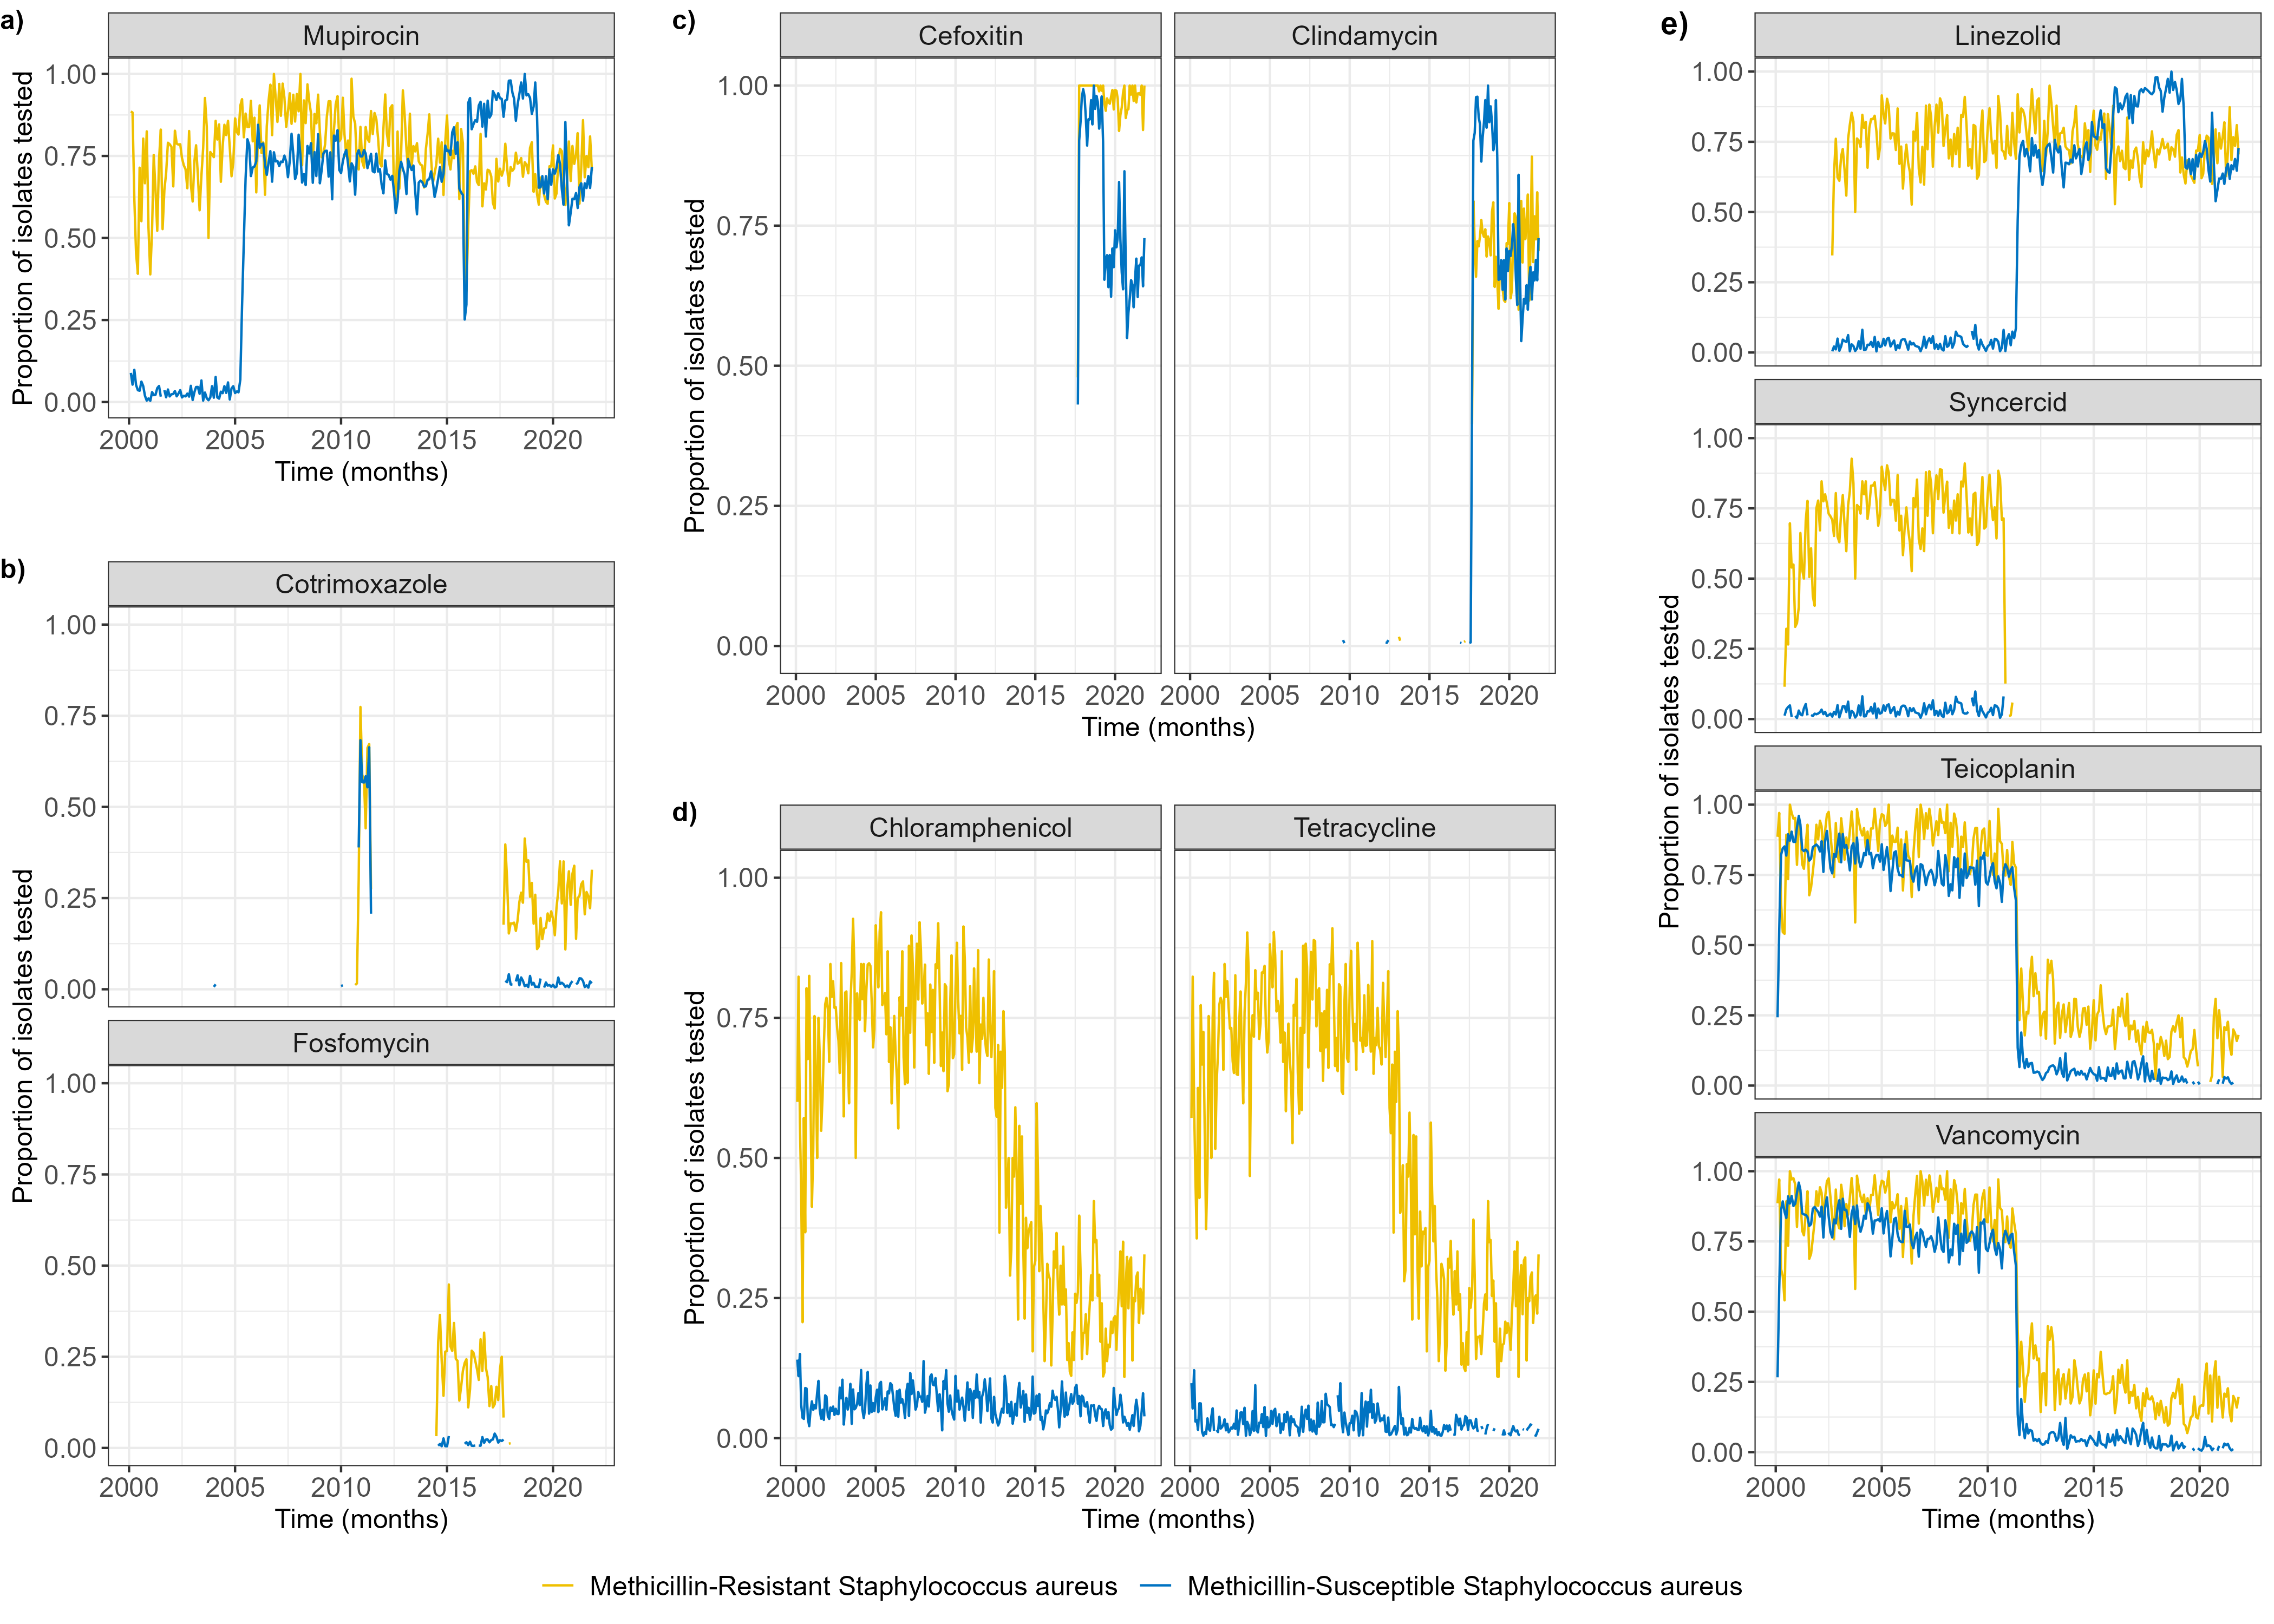 a)
Mupirocin
Proportion of isolates tested
1.00
0.75
0.50
0.25
0.00
2000 2005 2010 2015 2020
Time (months)
b)
Cotrimoxazole
Proportion of isolates tested
1.00
0.75
0.50
0.25
0.00
Fosfomycin
1.00
0.75
0.50
0.25
0.00
2000 2005 2010 2015 2020
Time (months)
c)
Cefoxitin Clindamycin
Proportion of isolates tested
1.00
0.75
0.50
0.25
0.00
2000 2005 2010 2015 2020 2000 2005 2010 2015 2020
Time (months)
d)
Chloramphenicol Tetracycline
Proportion of isolates tested
1.00
0.75
0.50
0.25
0.00
2000 2005 2010 2015 2020 2000 2005 2010 2015 2020
Time (months)
e)
Linezolid
Proportion of isolates tested
1.00
0.75
0.50
0.25
0.00
Syncercid
1.00
0.75
0.50
0.25
0.00
Teicoplanin
1.00
0.75
0.50
0.25
0.00
Vancomycin
1.00
0.75
0.50
0.25
0.00
2000 2005 2010 2015 2020
Time (months)
Methicillin-Resistant Staphylococcus aureus Methicillin-Susceptible Staphylococcus aureus